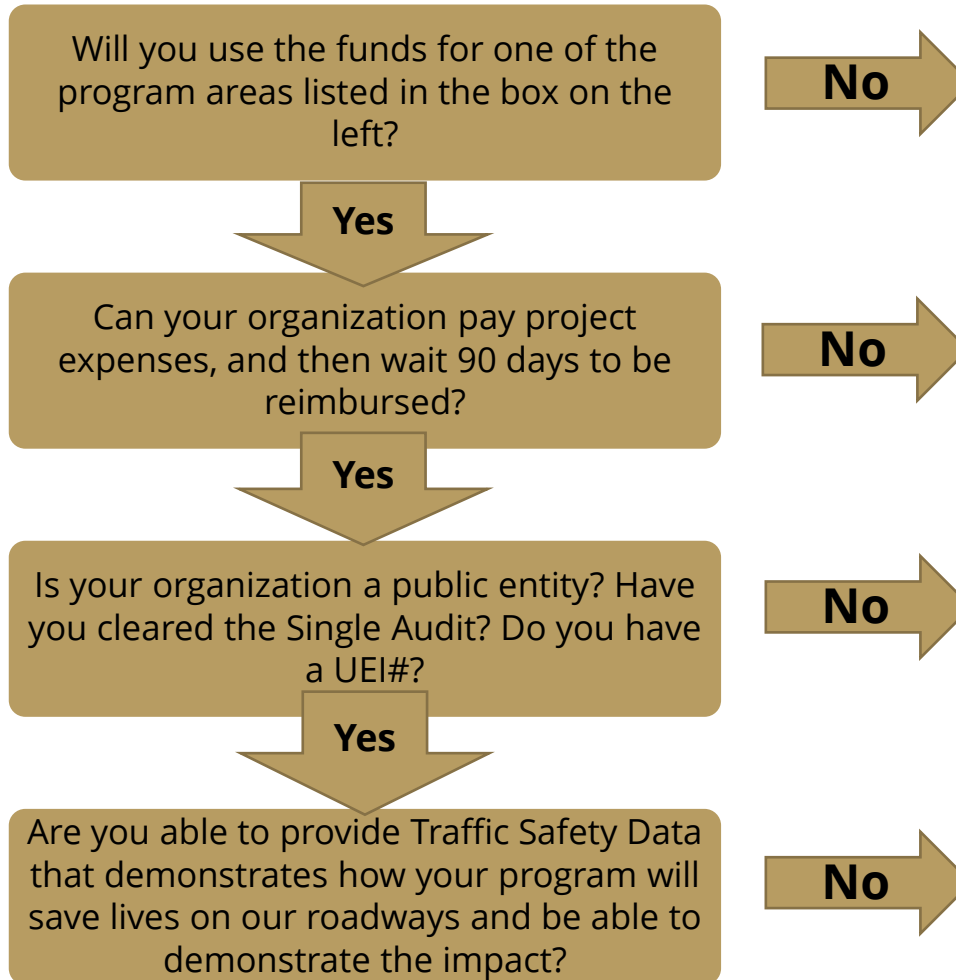 Will you use the funds for one of the
program areas listed in the box on the
left?
No
Yes
Can your organization pay project
expenses, and then wait 90 days to be
reimbursed?
No
Yes
Is your organization a public entity? Have
you cleared the Single Audit? Do you have
a UEI#?
No
Yes
Are you able to provide Traffic Safety Data
that demonstrates how your program will
save lives on our roadways and be able to
demonstrate the impact?
No